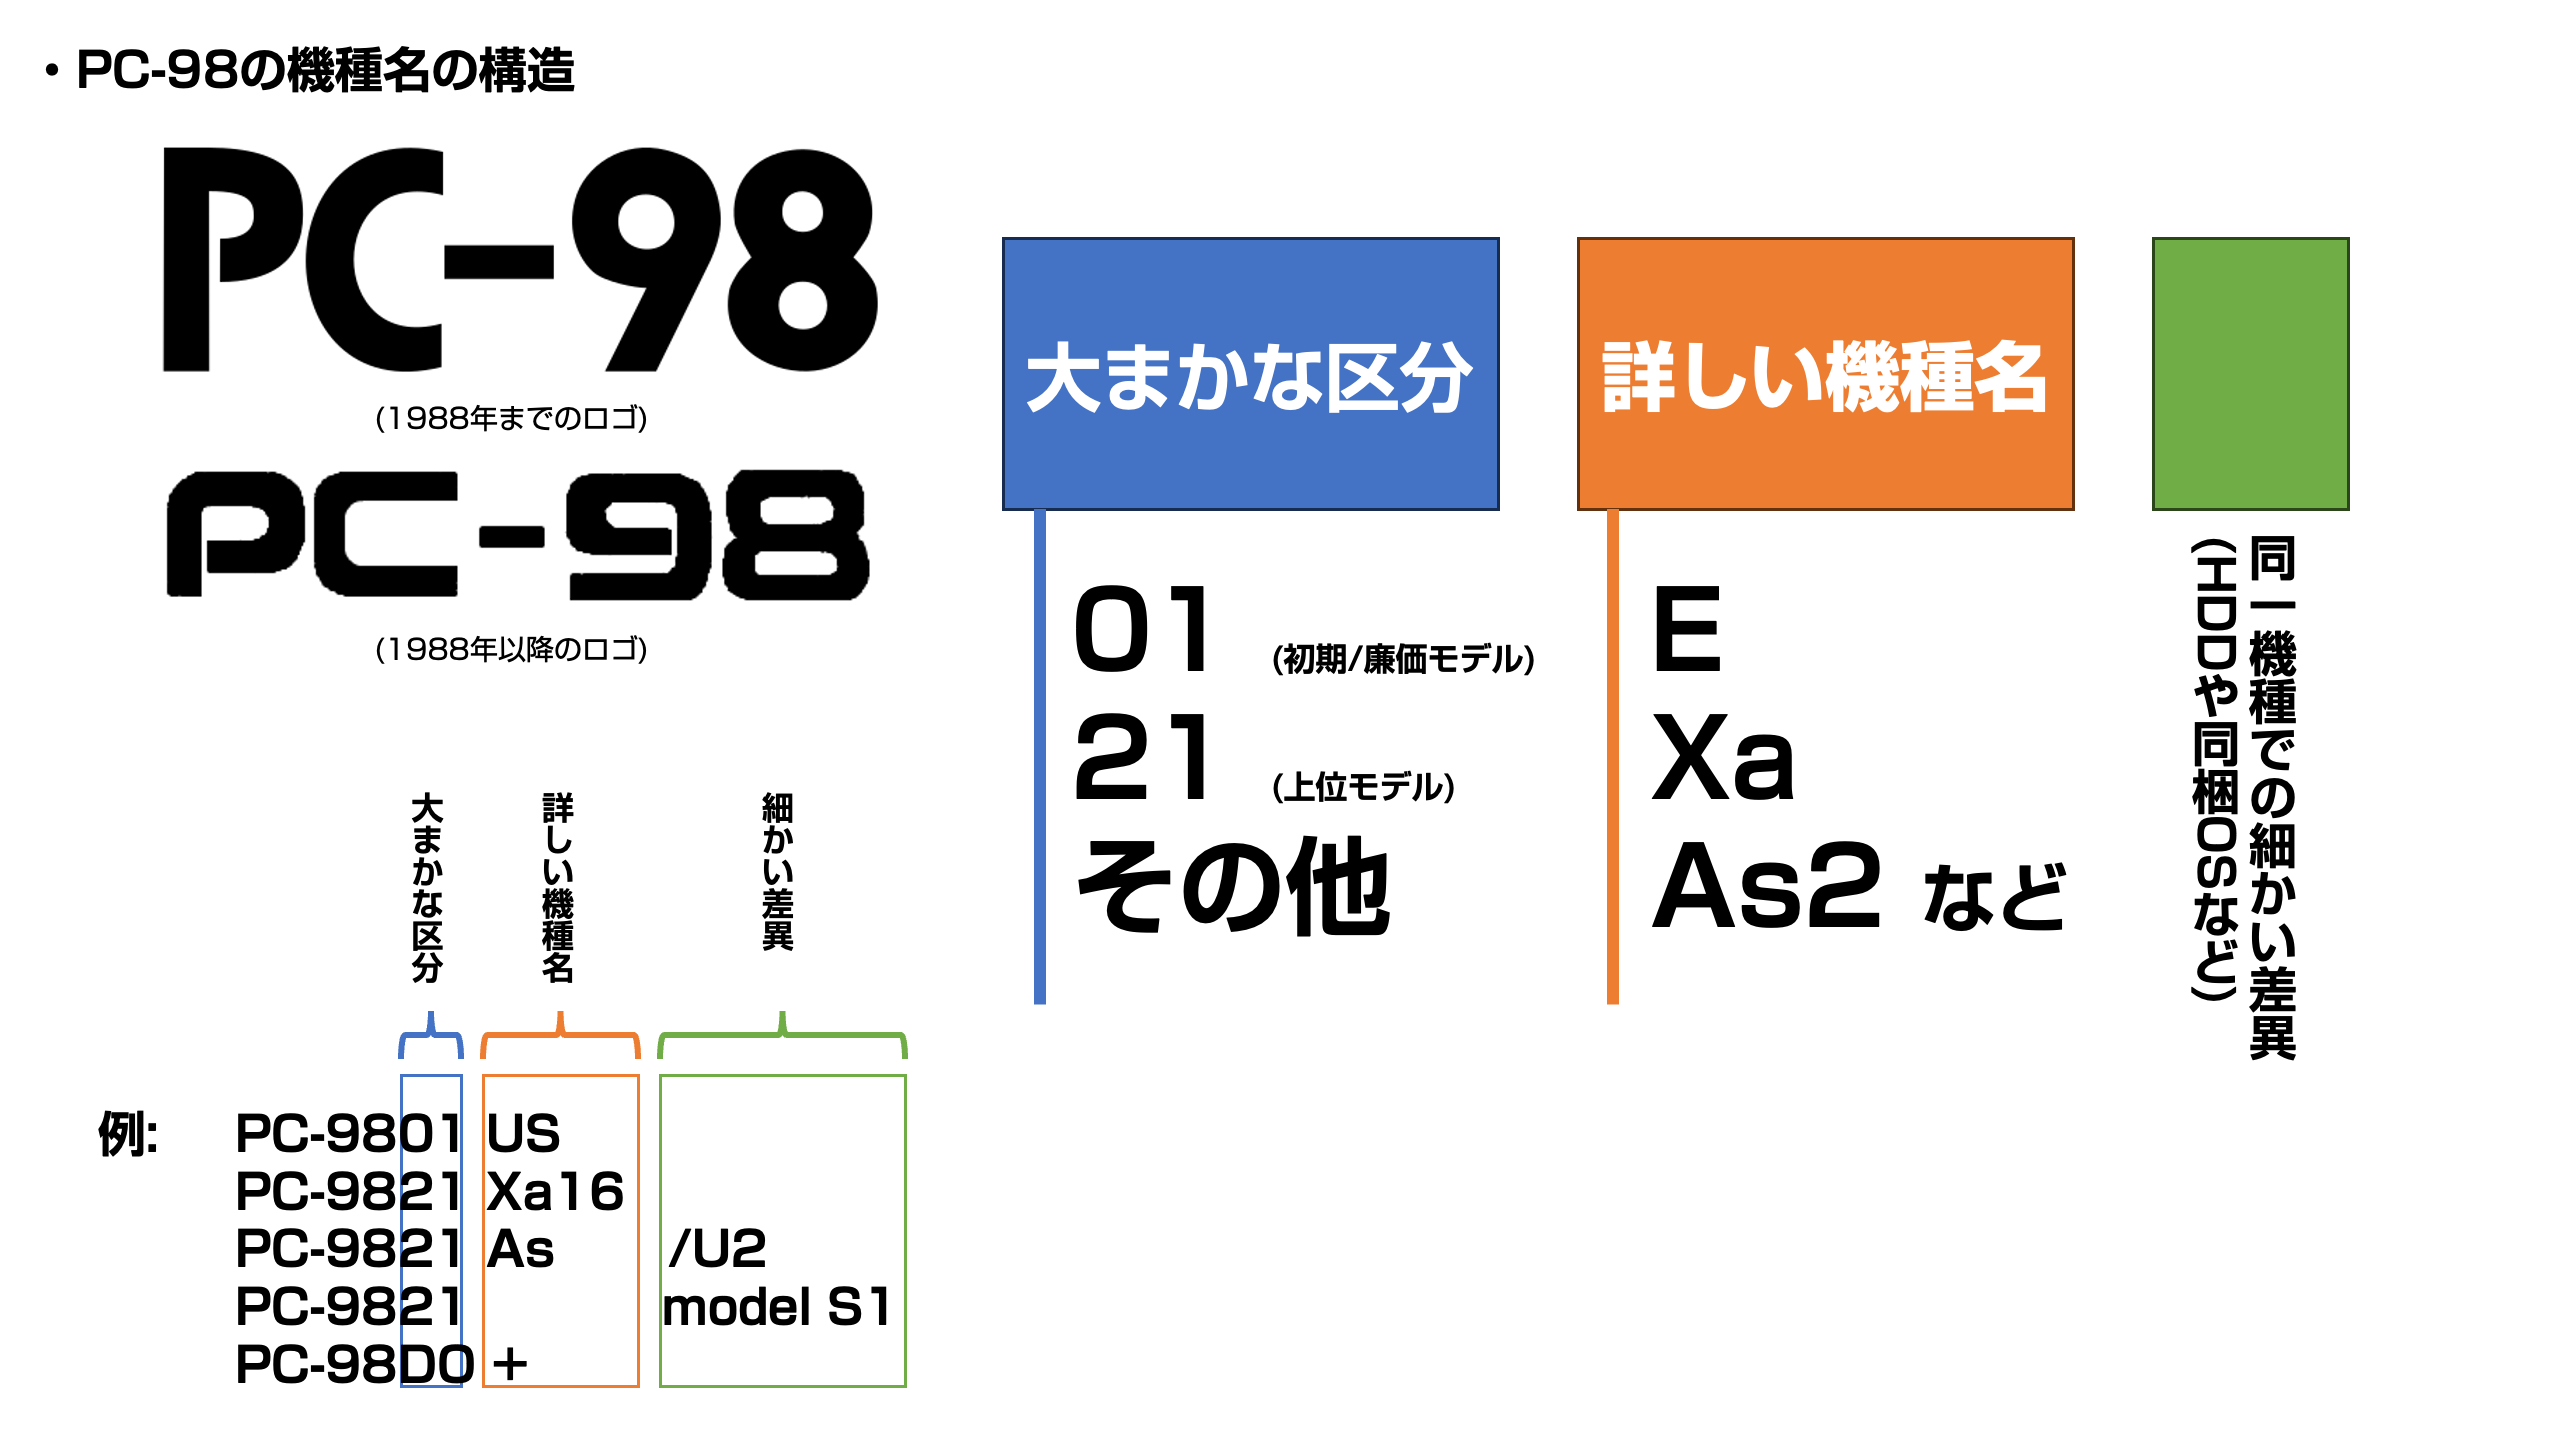 ・PC-98の機種名の構造
PC-98
(1988年までのロゴ)
PC-98
(1988年以降のロゴ)
大まかな区分
詳しい機種名
01 (初期/廉価モデル)
21 (上位モデル)
その他
E
Xa
As2 など
同一機種での細かい差異
(HDDや同梱OSなど)
大まかな区分
詳しい機種名
細かい差異
例:
PC-9801 US
PC-9821 Xa16
PC-9821 As /U2
PC-9821 model S1
PC-98DO +